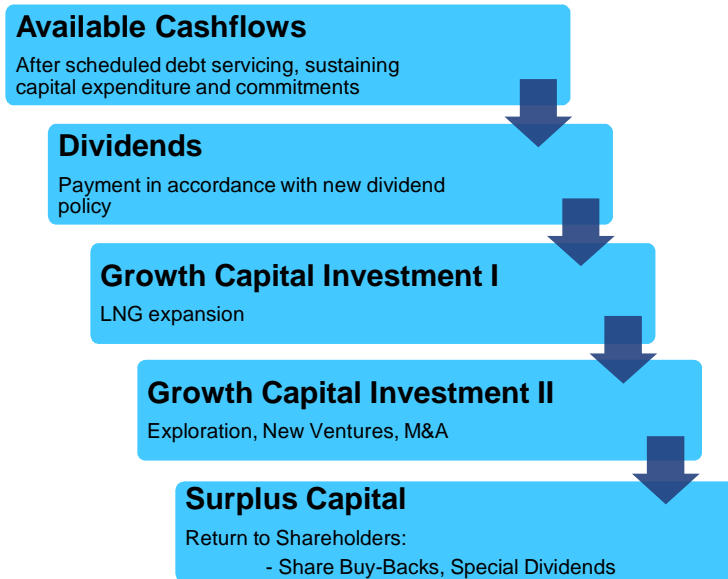 Available Cashflows
After scheduled debt servicing, sustaining
capital expenditure and commitments
Dividends
Payment in accordance with new dividend
policy
Growth Capital Investment I
LNG expansion
Growth Capital Investment II
Exploration, New Ventures, M&A
Surplus Capital
Return to Shareholders:
- Share Buy-Backs, Special Dividends